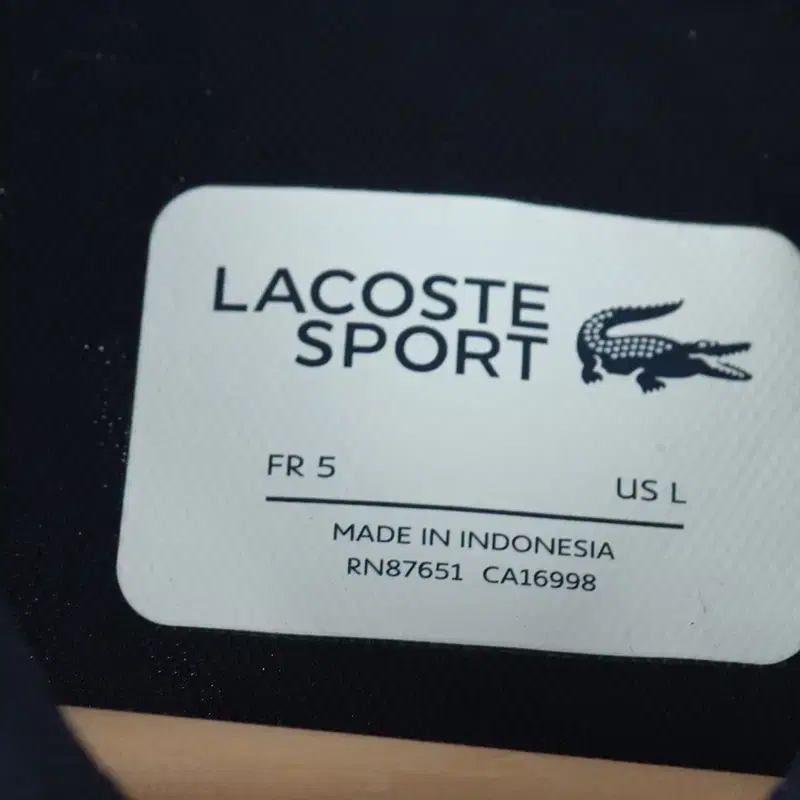 LACOSTE
SPORT
FR 5
US L
MADE IN INDONESIA
RN87651 CA16998